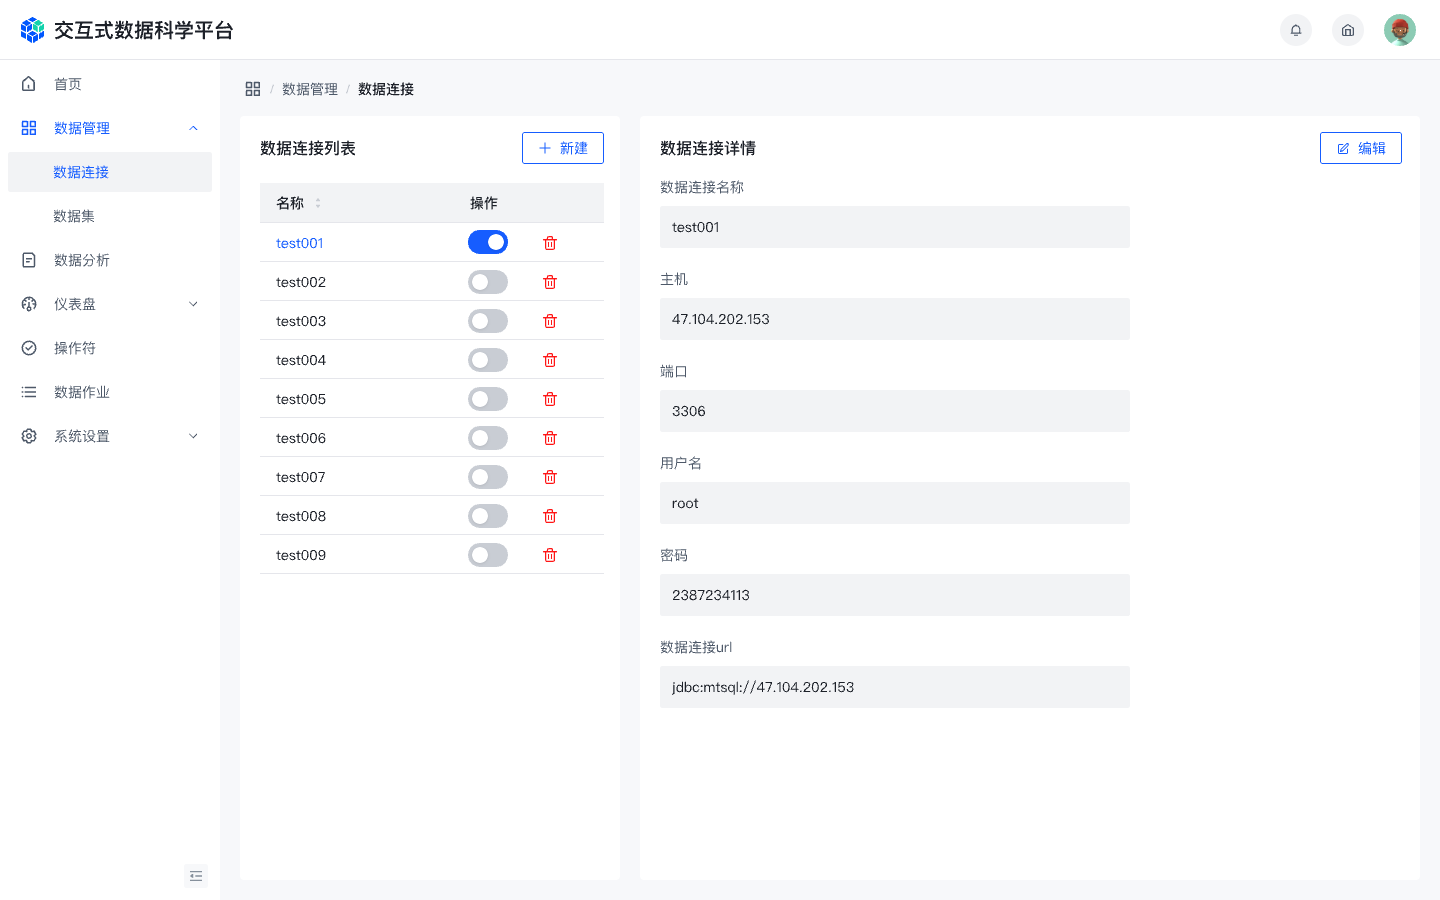 交互式数据科学平台
首页
数据管理
数据连接
数据集
数据分析
仪表盘
操作符
数据作业
系统设置
/ 数据管理 / 数据连接
数据连接列表
新建
名称 操作
test001
test002
test003
test004
test005
test006
test007
test008
test009
数据连接详情
编辑
数据连接名称
test001
主机
47.104.202.153
端口
3306
用户名
root
密码
2387234113
数据连接url
jdbc:mtsql://47.104.202.153